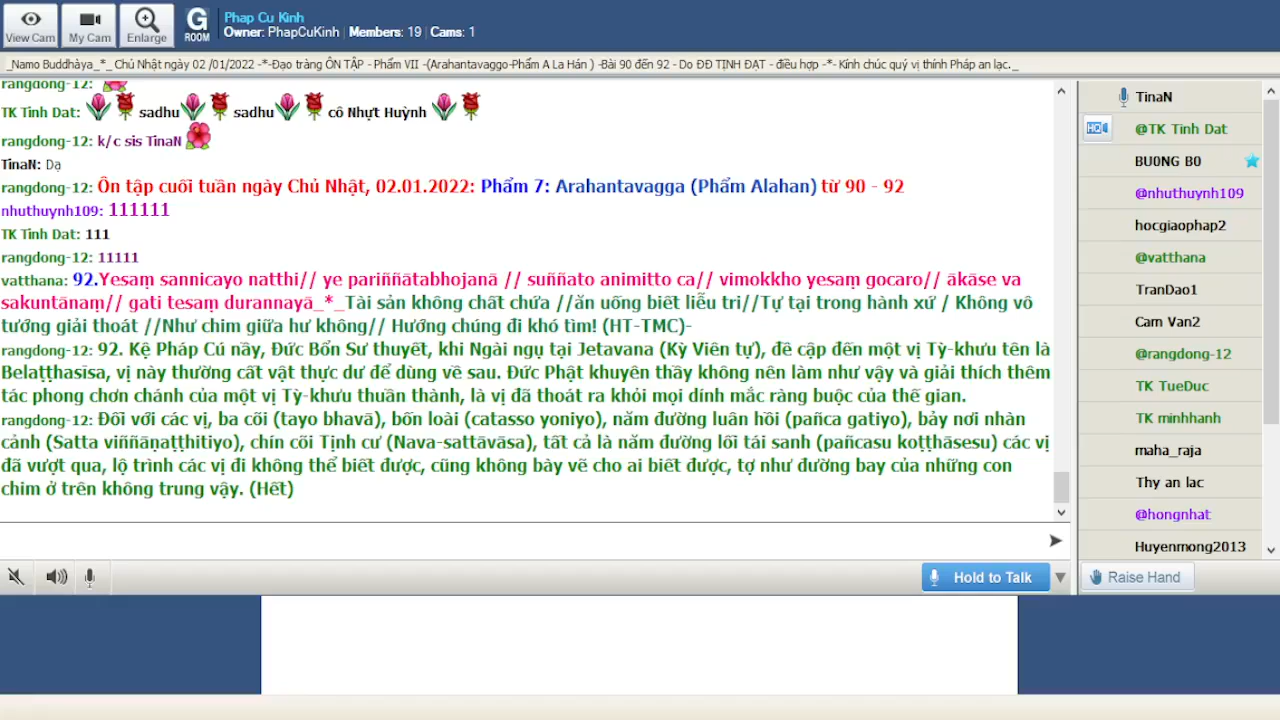 View Cam
My Cam
Enlarge
G
ROOM
Phap Cu Kinh
Owner: PhapCuKinh | Members: 19 | Cams: 1
_Namo Buddhàya_*_ Chủ Nhật ngày 02 /01/2022 -*-Đạo tràng ÔN TẬP - Phẩm VII -(Arahantavaggo-Phẩm A La Hán ) -Bài 90 đến 92 - Do ĐĐ TỊNH ĐẠT - điều hợp -*- Kính chúc quý vị thính Pháp an lạc._
rangdong-12:
TK Tinh Dat: sadhu sadhu cô Nhựt Huỳnh
rangdong-12: k/c sis TinaN
TinaN: Dạ
rangdong-12: Ôn tập cuối tuần ngày Chủ Nhật, 02.01.2022: Phẩm 7: Arahantavagga (Phẩm Alahan) từ 90 - 92
nhuthuynh109: 111111
TK Tinh Dat: 111
rangdong-12: 11111
vatthana: 92.Yesaṃ sannicayo natthi// ye pariññātabhojanā // suññato animitto ca// vimokkho yesaṃ gocaro// ākāse va
sakuntānaṃ// gati tesaṃ durannayā_*_Tài sản không chất chứa //ăn uống biết liễu tri//Tự tại trong hành xứ / Không vô
tướng giải thoát //Như chim giữa hư không// Hướng chúng đi khó tìm! (HT-TMC)-
rangdong-12: 92. Kệ Pháp Cú nầy, Đức Bổn Sư thuyết, khi Ngài ngụ tại Jetavana (Kỳ Viên tự), đề cập đến một vị Tỳ-khưu tên là
Belaṭṭhasīsa, vị này thường cất vật thực dư để dùng về sau. Đức Phật khuyên thầy không nên làm như vậy và giải thích thêm
tác phong chơn chánh của một vị Tỳ-khưu thuần thành, là vị đã thoát ra khỏi mọi dính mắc ràng buộc của thế gian.
rangdong-12: Đối với các vị, ba cõi (tayo bhavā), bốn loài (catasso yoniyo), năm đường luân hồi (pañca gatiyo), bảy nơi nhàn
cảnh (Satta viññāṇaṭṭhitiyo), chín cõi Tịnh cư (Nava-sattāvāsa), tất cả là năm đường lối tái sanh (pañcasu koṭṭhāsesu) các vị
đã vượt qua, lộ trình các vị đi không thể biết được, cũng không bày vẽ cho ai biết được, tợ như đường bay của những con
chim ở trên không trung vậy. (Hết)
TinaN
@TK Tinh Dat
BU0NG B0
@nhuthuynh109
hocgiaophap2
@vatthana
TranDao1
Cam Van2
@rangdong-12
TK TueDuc
TK minhhanh
maha_raja
Thy an lac
@hongnhat
Huyenmong2013
Hold to Talk
Raise Hand